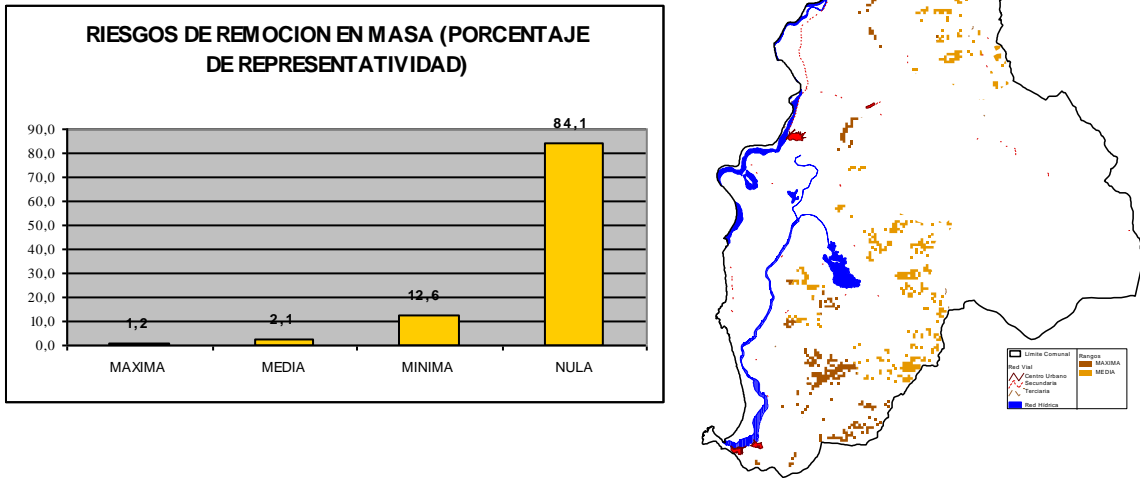 RIESGOS DE REMOCION EN MASA (PORCENTAJE
DE REPRESENTATIVIDAD)
90,0
80,0
70,0
60,0
50,0
40,0
30,0
20,0
10,0
0,0
1,2
2,1
12,6
84,1
MAXIMA
MEDIA
MINIMA
NULA
Límite Comunal
Red Vial
Centro Urbano
Secundaria
Terciaria
Red Hídrica
Rangos
MAXIMA
MEDIA